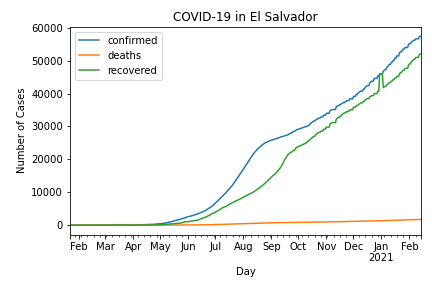 COVID-19 in El Salvador
confirmed
deaths
recovered
Number of Cases
60000
50000
40000
30000
20000
10000
0
Feb Mar Apr May Jun Jul Aug Sep Oct Nov Dec Jan Feb
2021
Day